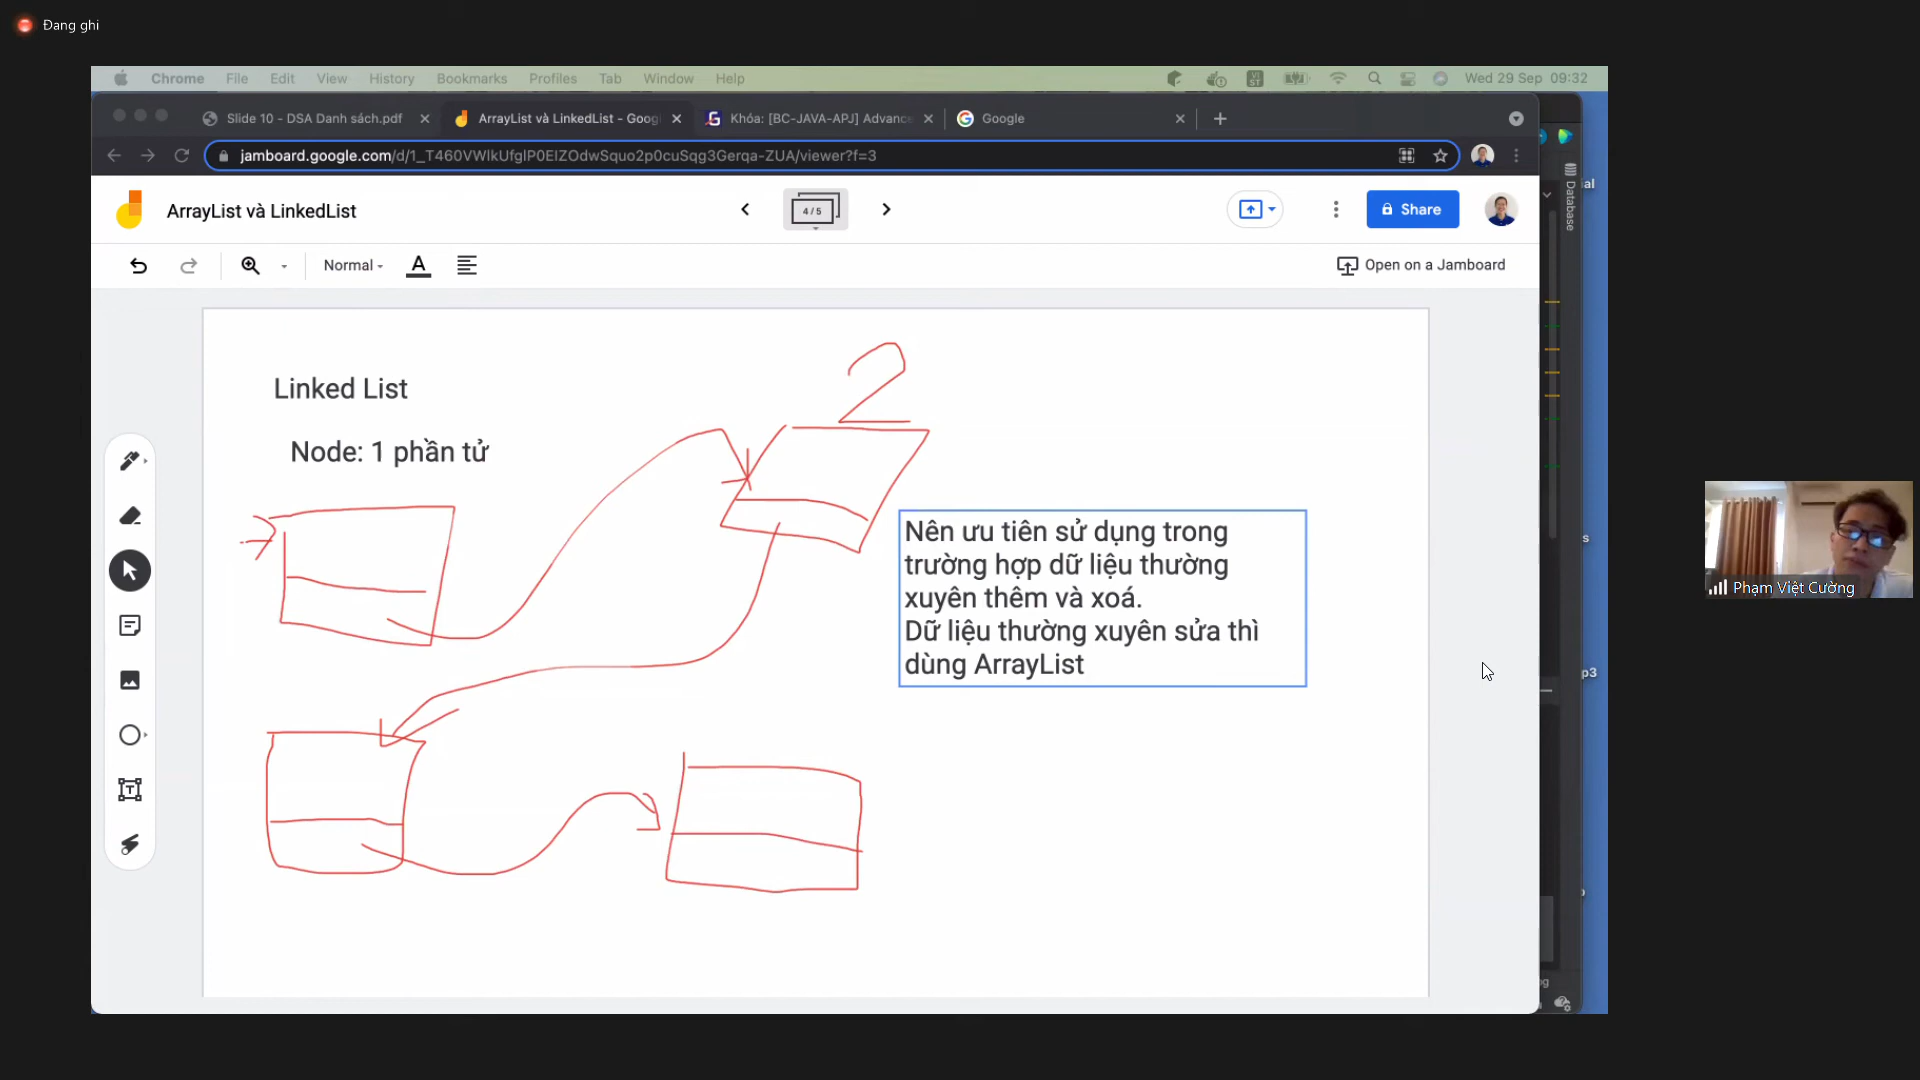 Đang ghi
Chrome File Edit View History Bookmarks Profiles Tab Window Help
Wed 29 Sep 09:32
Slide 10 - DSA Danh sách.pdf
ArrayList và LinkedList - Goog
Khóa: [BC-JAVA-APJ] Advance
Google
jamboard.google.com/d/1_T460VWlkUfglP0EIZOdwSquo2p0cuSqg3Gerqa-ZUA/viewer?f=3
ArrayList và LinkedList
4/5
Share
Normal
A
Open on a Jamboard
Database
ial
2
Linked List
Node: 1 phần tử
Nên ưu tiên sử dụng trong
trường hợp dữ liệu thường
xuyên thêm và xoá.
Dữ liệu thường xuyên sửa thì
dùng ArrayList
s
p3
Phạm Việt Cường